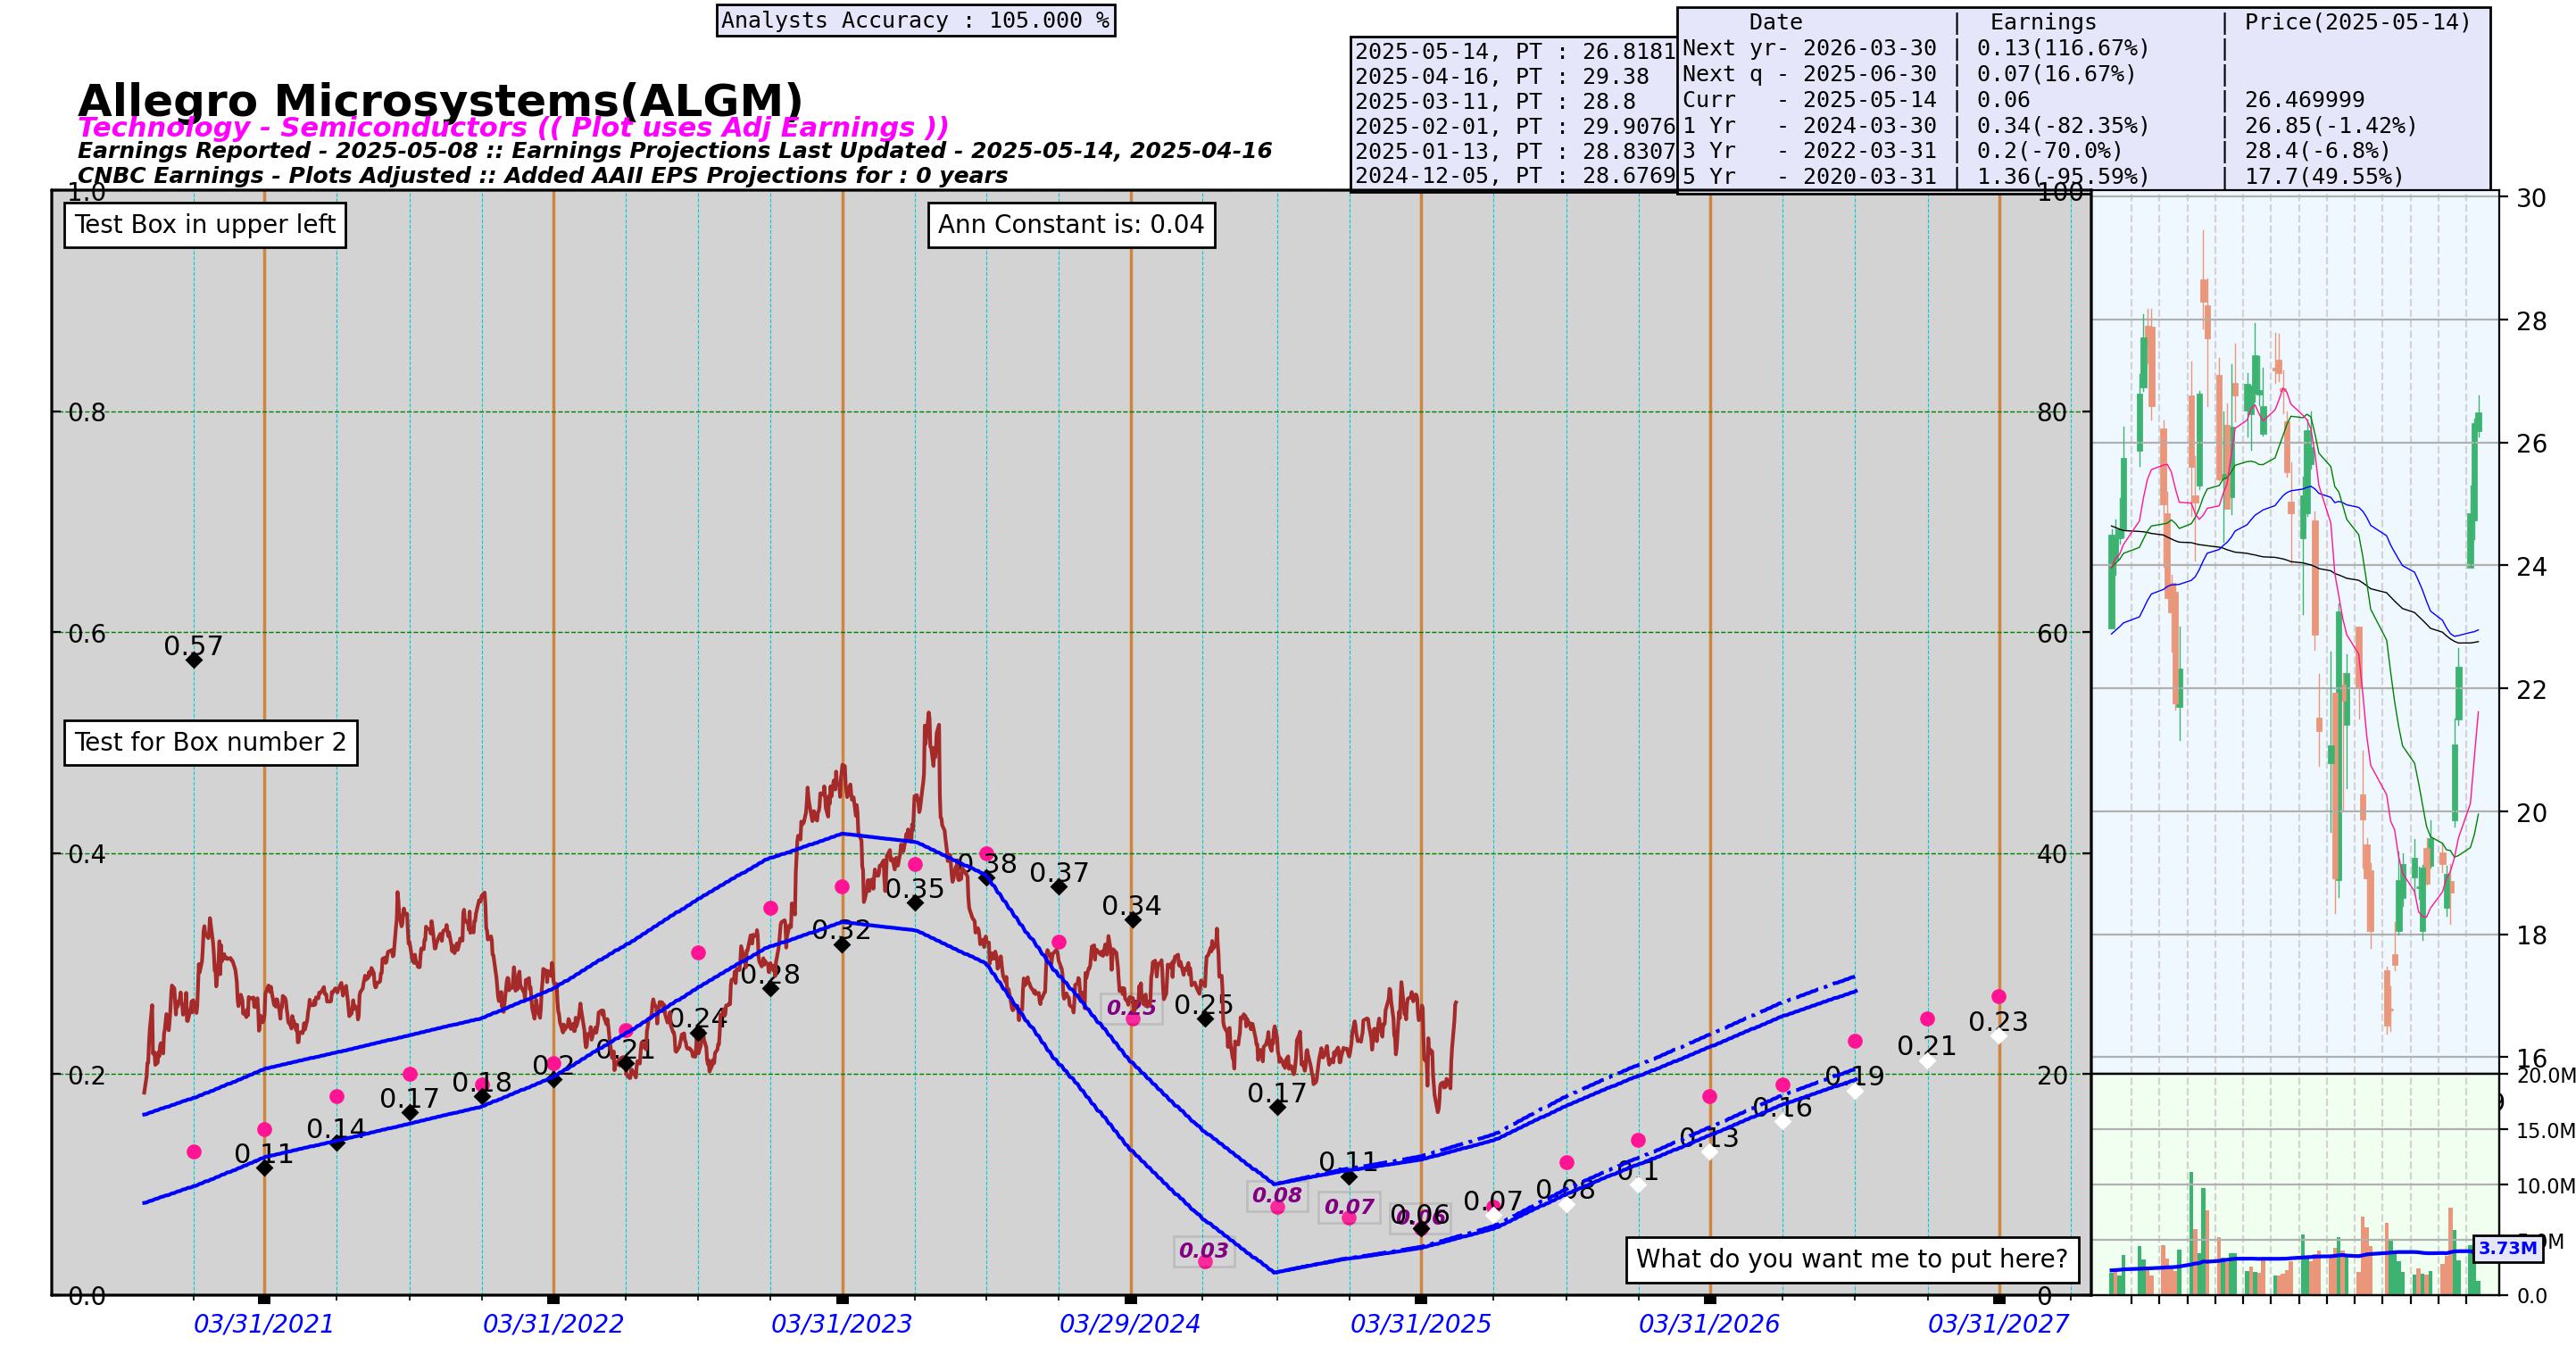 Analysts Accuracy : 105.000 %
Allegro Microsystems(ALGM)
Technology - Semiconductors (( Plot uses Adj Earnings ))
Earnings Reported - 2025-05-08 :: Earnings Projections Last Updated - 2025-05-14, 2025-04-16
CNBC Earnings - Plots Adjusted :: Added AAII EPS Projections for : 0 years
2025-05-14, PT : 26.8181
2025-04-16, PT : 29.38
2025-03-11, PT : 28.8
2025-02-01, PT : 29.9076
2025-01-13, PT : 28.8307
2024-12-05, PT : 28.6769
Date | Earnings | Price(2025-05-14)
Next yr- 2026-03-30 | 0.13(116.67%) |
Next q - 2025-06-30 | 0.07(16.67%) |
Curr - 2025-05-14 | 0.06 | 26.469999
1 Yr - 2024-03-30 | 0.34(-82.35%) | 26.85(-1.42%)
3 Yr - 2022-03-31 | 0.2(-70.0%) | 28.4(-6.8%)
5 Yr - 2020-03-31 | 1.36(-95.59%) | 17.7(49.55%)
Test Box in upper left
Ann Constant is: 0.04
Test for Box number 2
What do you want me to put here?
1.0
0.8
0.6
0.4
0.2
0.0
0.57
0.11
0.14
0.17
0.18
0.2
0.21
0.24
0.28
0.32
0.35
0.38
0.37
0.34
0.25
0.25
0.03
0.17
0.08
0.11
0.07
0.06
0.06
0.07
0.08
0.1
0.13
0.16
0.19
0.21
0.23
100
80
60
40
20
0
30
28
26
24
22
20
18
16
20.0M
15.0M
10.0M
3.73M
0.0
03/31/2021
03/31/2022
03/31/2023
03/29/2024
03/31/2025
03/31/2026
03/31/2027